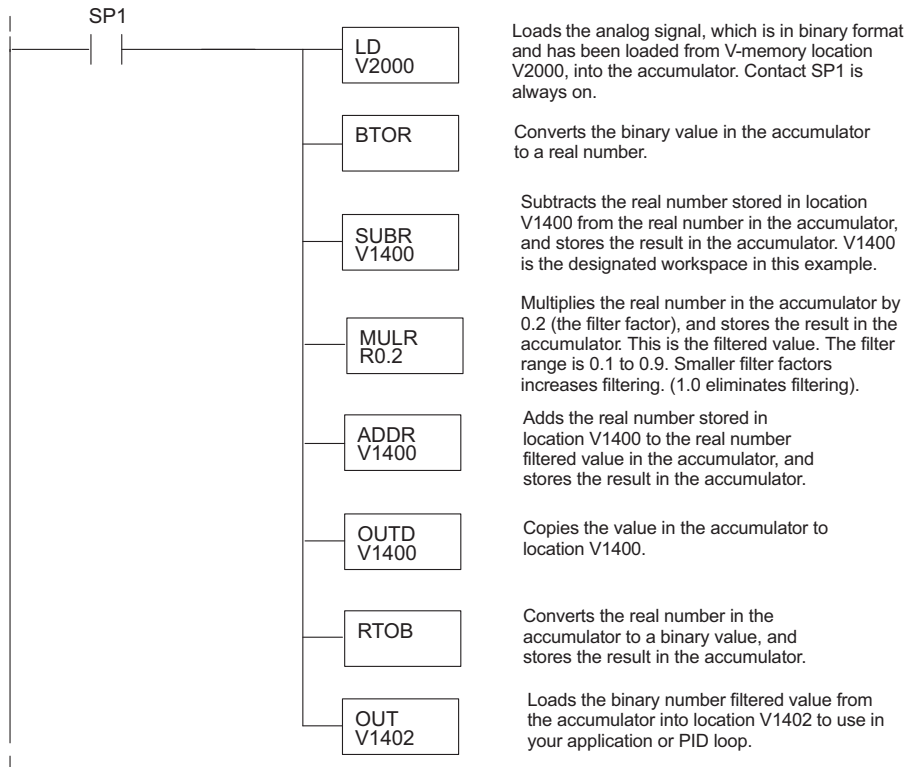 SP1
LD
V2000
Loads the analog signal, which is in binary format
and has been loaded from V-memory location
V2000, into the accumulator. Contact SP1 is
always on.
BTOR
Converts the binary value in the accumulator
to a real number.
SUBR
V1400
Subtracts the real number stored in location
V1400 from the real number in the accumulator,
and stores the result in the accumulator. V1400
is the designated workspace in this example.
MULR
R0.2
Multiplies the real number in the accumulator by
0.2 (the filter factor), and stores the result in the
accumulator. This is the filtered value. The filter
range is 0.1 to 0.9. Smaller filter factors
increases filtering. (1.0 eliminates filtering).
ADDR
V1400
Adds the real number stored in
location V1400 to the real number
filtered value in the accumulator, and
stores the result in the accumulator.
OUTD
V1400
Copies the value in the accumulator to
location V1400.
RTOB
Converts the real number in the
accumulator to a binary value, and
stores the result in the accumulator.
OUT
V1402
Loads the binary number filtered value from
the accumulator into location V1402 to use in
your application or PID loop.